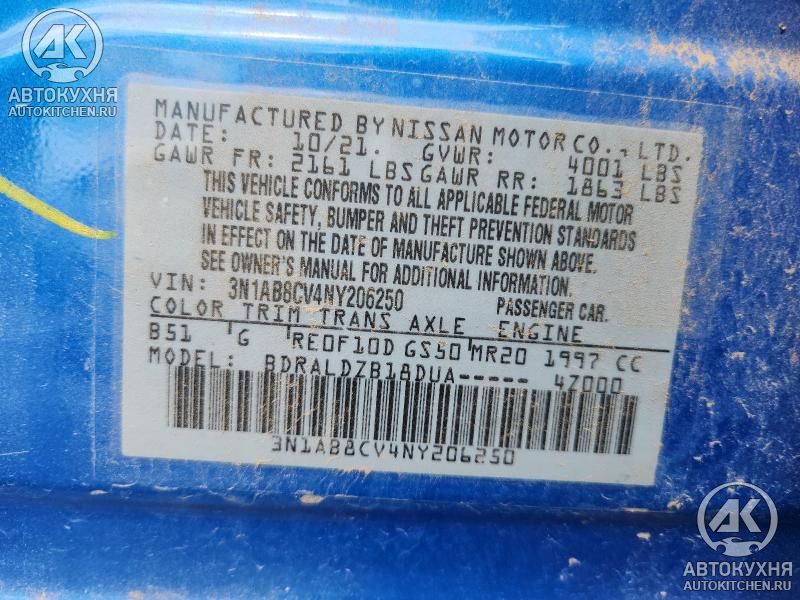 АК
АВТОКУХНЯ
AUTOKITCHEN.RU
MANUFACTURED BY NISSAN MOTOR CO., LTD.
DATE: 10/21. GVWR: 4001 LBS
GAWR FR: 2161 LBS GAWR RR: 1863 LBS
THIS VEHICLE CONFORMS TO ALL APPLICABLE FEDERAL MOTOR
VEHICLE SAFETY, BUMPER AND THEFT PREVENTION STANDARDS
IN EFFECT ON THE DATE OF MANUFACTURE SHOWN ABOVE.
SEE OWNER'S MANUAL FOR ADDITIONAL INFORMATION.
VIN: 3N1AB8CV4NY206250 PASSENGER CAR.
COLOR TRIM TRANS AXLE ENGINE
B51 G RE0F10D GS50 MR20 1997 CC
MODEL: BDRALDZB18DUA----- 4Z000
3N1AB8CV4NY206250
АК
АВТОКУХНЯ
AUTOKITCHEN.RU